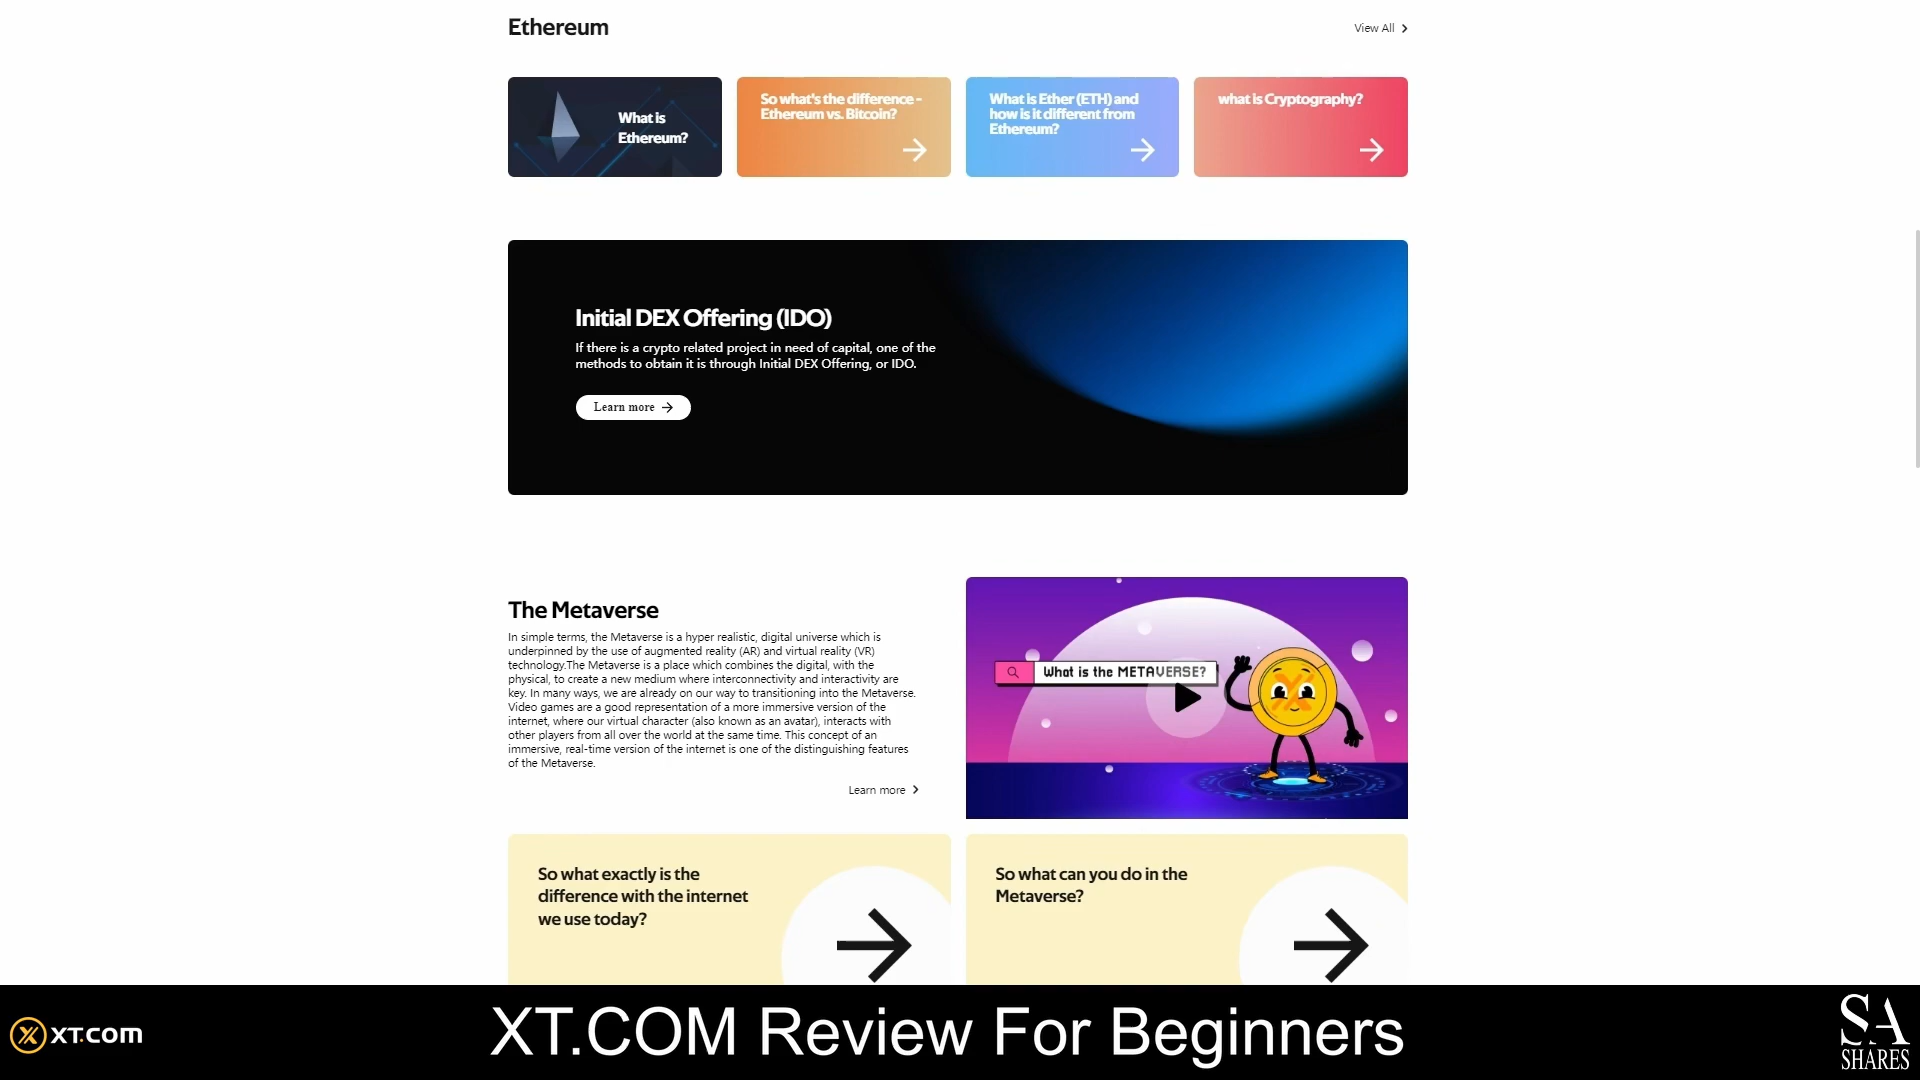 Ethereum
View All
What is
Ethereum?
So what's the difference -
Ethereum vs. Bitcoin?
What is Ether (ETH) and
how is it different from
Ethereum?
what is Cryptography?
Initial DEX Offering (IDO)
If there is a crypto related project in need of capital, one of the
methods to obtain it is through Initial DEX Offering, or IDO.
Learn more
The Metaverse
In simple terms, the Metaverse is a hyper realistic, digital universe which is
underpinned by the use of augmented reality (AR) and virtual reality (VR)
technology.The Metaverse is a place which combines the digital, with the
physical, to create a new medium where interconnectivity and interactivity are
key. In many ways, we are already on our way to transitioning into the Metaverse.
Video games are a good representation of a more immersive version of the
internet, where our virtual character (also known as an avatar), interacts with
other players from all over the world at the same time. This concept of an
immersive, real-time version of the internet is one of the distinguishing features
of the Metaverse.
Learn more
What is the METAVERSE?
So what exactly is the
difference with the internet
we use today?
So what can you do in the
Metaverse?
XT.COM
XT.COM Review For Beginners
SA
SHARES